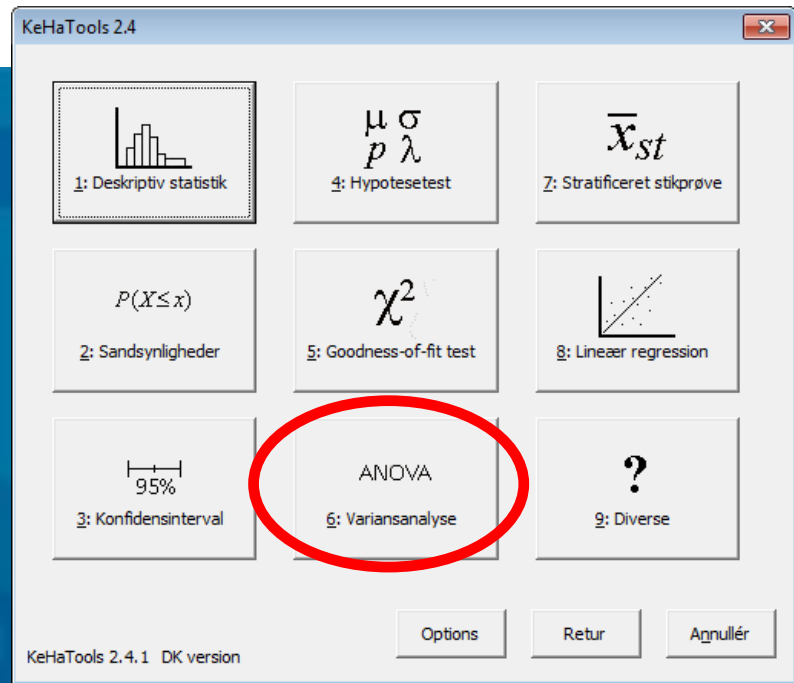 KeHaTools 2.4
1: Deskriptiv statistik
μ σ
p λ
4: Hypotesetest
x̅st
7: Stratificeret stikprøve
P(X≤x)
2: Sandsynligheder
χ²
5: Goodness-of-fit test
8: Lineær regression
95%
3: Konfidensinterval
ANOVA
6: Variansanalyse
?
9: Diverse
Options
Retur
Annullér
KeHaTools 2.4.1 DK version